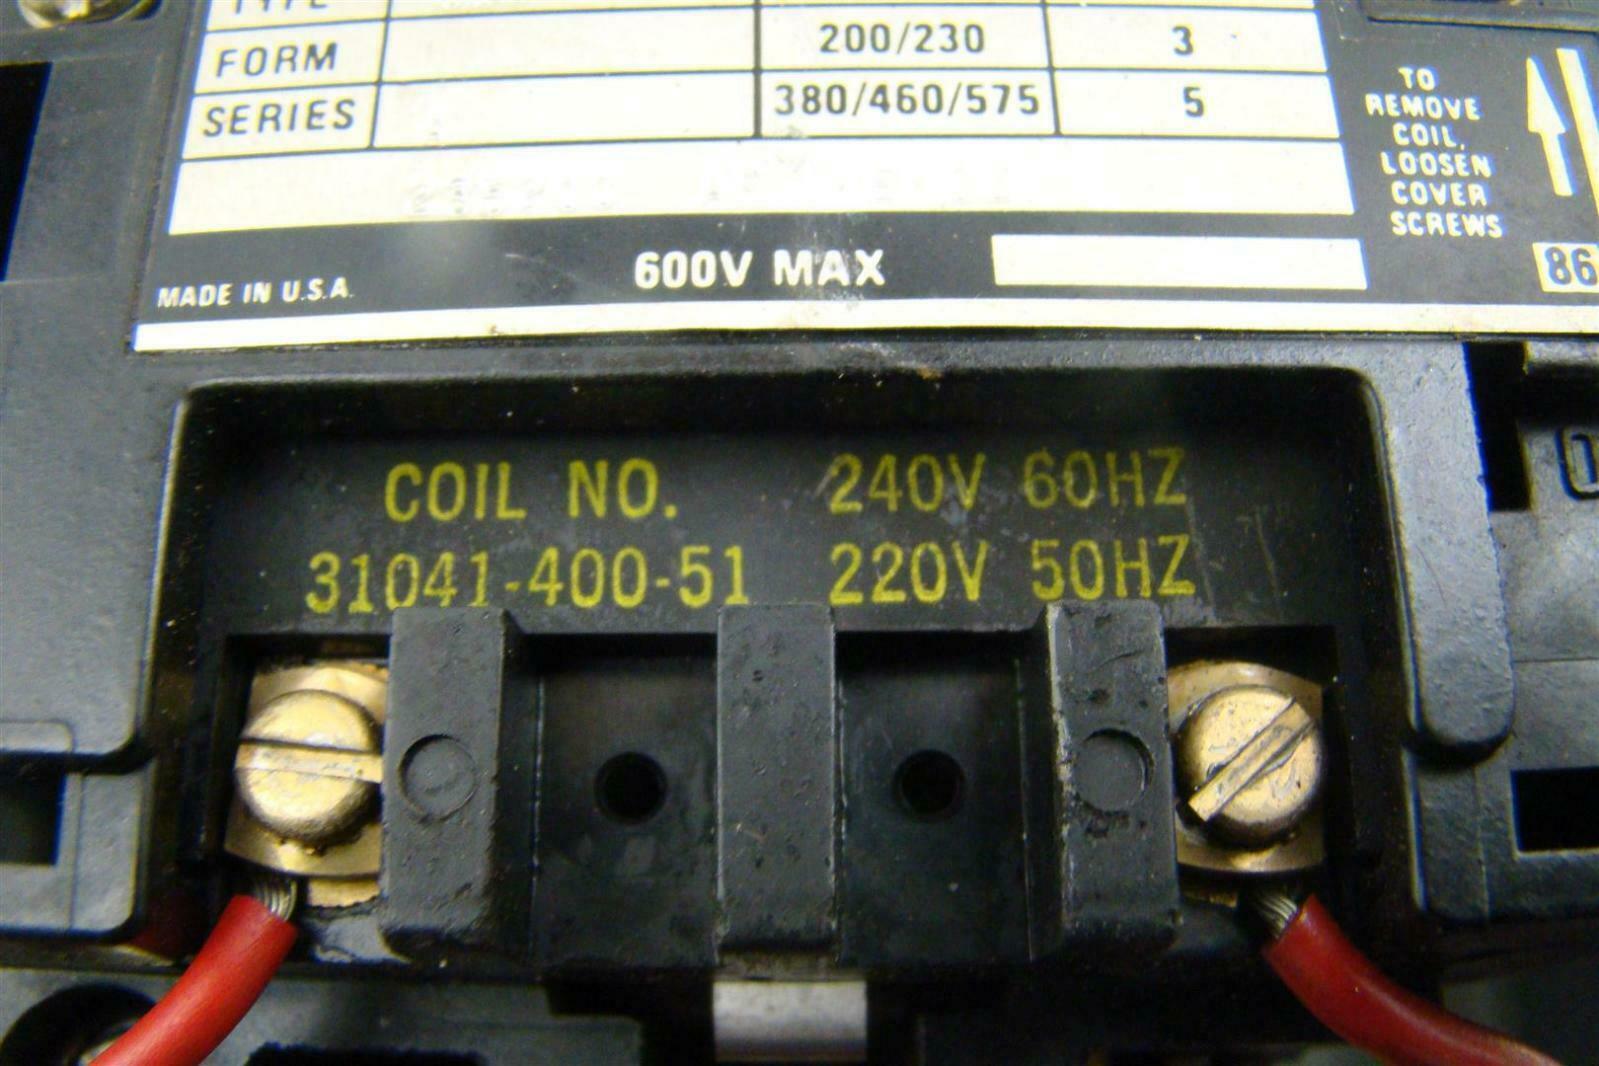 TYPE
FORM 200/230 3
SERIES 380/460/575 5
TO
REMOVE
COIL,
LOOSEN
COVER
SCREWS
MADE IN U.S.A. 600V MAX
86
COIL NO. 240V 60HZ
31041-400-51 220V 50HZ